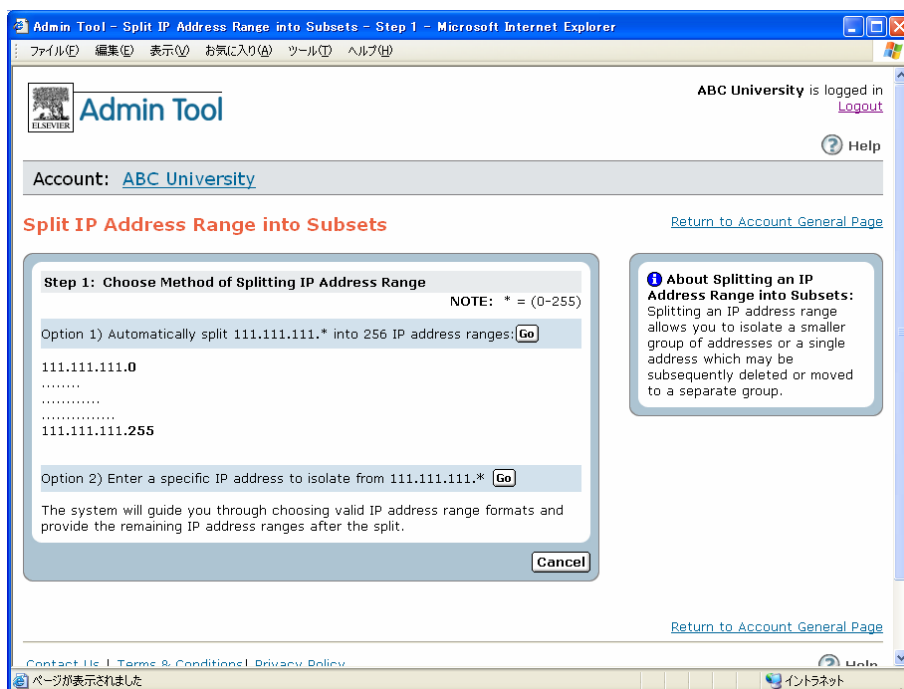 Admin Tool - Split IP Address Range into Subsets - Step 1 - Microsoft Internet Explorer
ファイル(F) 編集(E) 表示(V) お気に入り(A) ツール(T) ヘルプ(H)
ELSEVIER
Admin Tool
ABC University is logged in
Logout
? Help
Account: ABC University
Split IP Address Range into Subsets
Return to Account General Page
Step 1: Choose Method of Splitting IP Address Range
NOTE: * = (0-255)
Option 1) Automatically split 111.111.111.* into 256 IP address ranges: Go
111.111.111.0
........
............
...............
111.111.111.255
Option 2) Enter a specific IP address to isolate from 111.111.111.* Go
The system will guide you through choosing valid IP address range formats and
provide the remaining IP address ranges after the split.
Cancel
i About Splitting an IP
Address Range into Subsets:
Splitting an IP address range
allows you to isolate a smaller
group of addresses or a single
address which may be
subsequently deleted or moved
to a separate group.
Return to Account General Page
Contact Us | Terms & Conditions| Privacy Policy
? Help
ページが表示されました
イントラネット